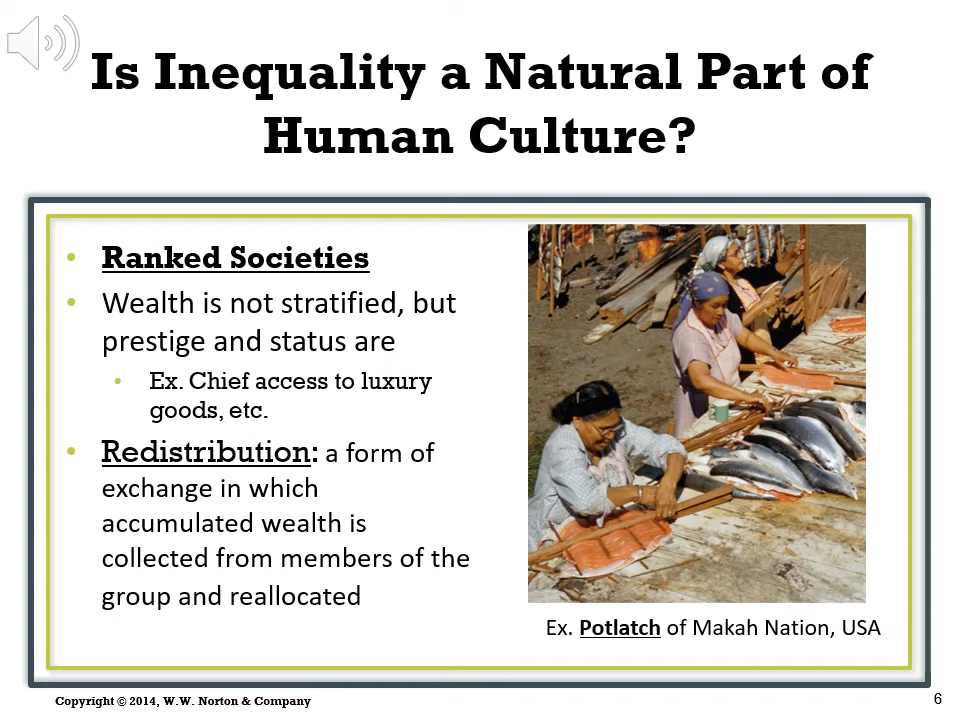 Is Inequality a Natural Part of
Human Culture?
• Ranked Societies
• Wealth is not stratified, but
prestige and status are
• Ex. Chief access to luxury
goods, etc.
• Redistribution: a form of
exchange in which
accumulated wealth is
collected from members of the
group and reallocated
Ex. Potlatch of Makah Nation, USA
Copyright © 2014, W.W. Norton & Company
6